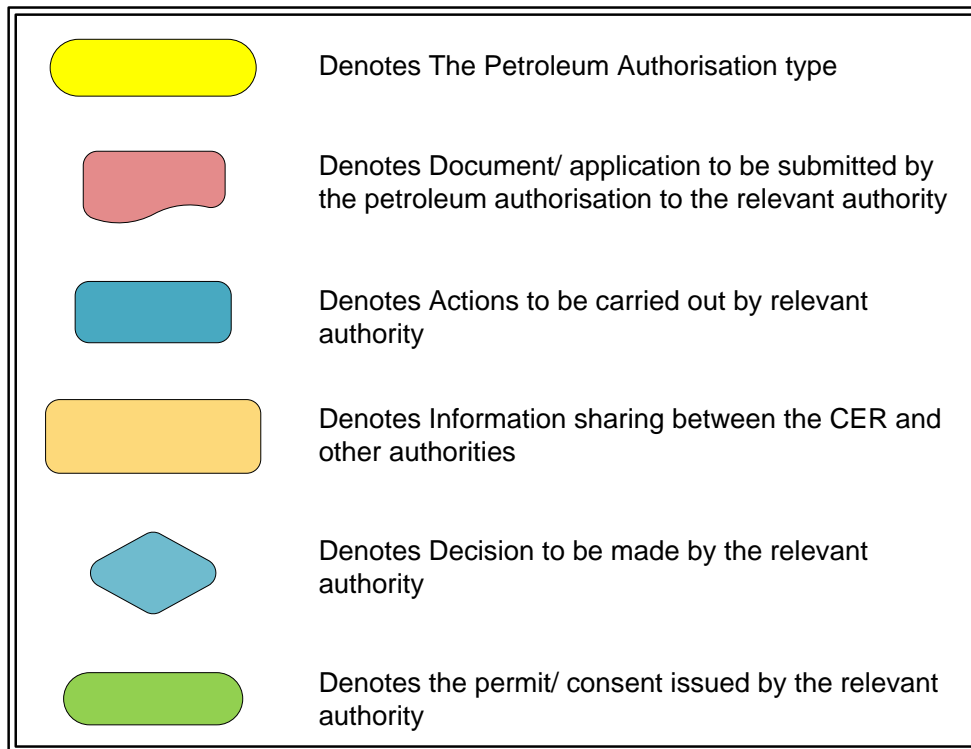 Denotes The Petroleum Authorisation type
Denotes Document/ application to be submitted by
the petroleum authorisation to the relevant authority
Denotes Actions to be carried out by relevant
authority
Denotes Information sharing between the CER and
other authorities
Denotes Decision to be made by the relevant
authority
Denotes the permit/ consent issued by the relevant
authority